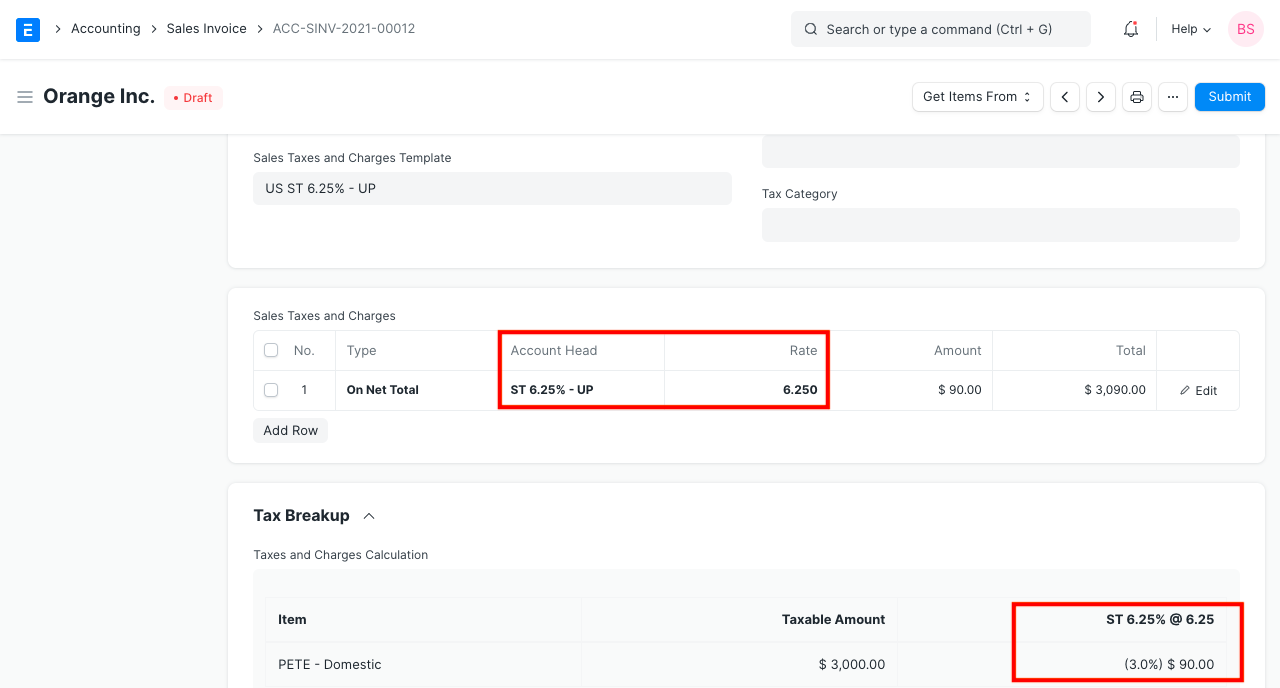 E Accounting Sales Invoice ACC-SINV-2021-00012 Search or type a command (Ctrl + G) Help BS
Orange Inc. Draft Get Items From Submit
Sales Taxes and Charges Template
US ST 6.25% - UP
Tax Category
Sales Taxes and Charges
No. Type Account Head Rate Amount Total
1 On Net Total ST 6.25% - UP 6.250 $ 90.00 $ 3,090.00 Edit
Add Row
Tax Breakup
Taxes and Charges Calculation
Item Taxable Amount ST 6.25% @ 6.25
PETE - Domestic $ 3,000.00 (3.0%) $ 90.00